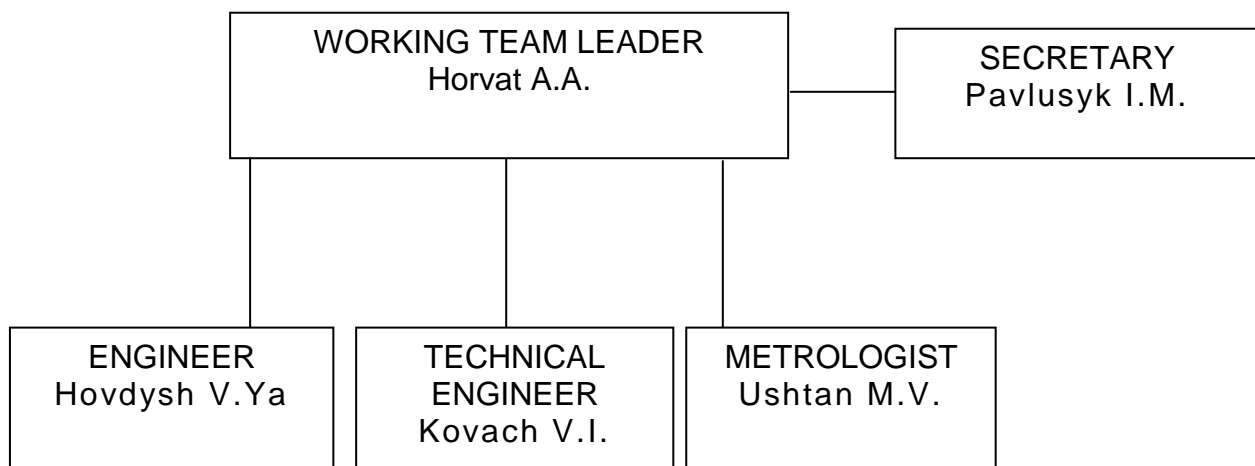 WORKING TEAM LEADER
Horvat A.A.
SECRETARY
Pavlusyk I.M.
ENGINEER
Hovdysh V.Ya
TECHNICAL
ENGINEER
Kovach V.I.
METROLOGIST
Ushtan M.V.